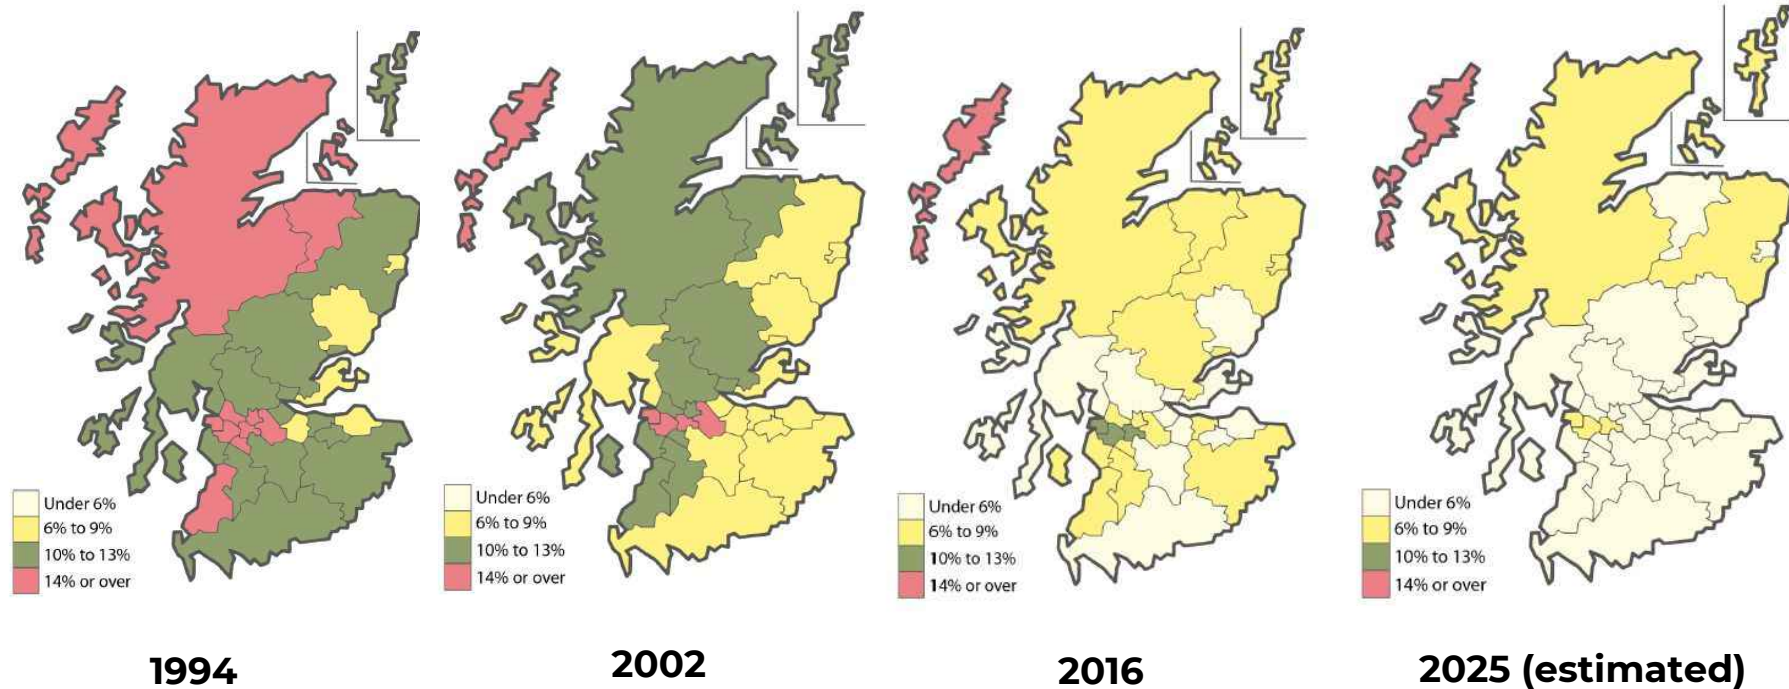 Under 6%
6% to 9%
10% to 13%
14% or over
1994
Under 6%
6% to 9%
10% to 13%
14% or over
2002
Under 6%
6% to 9%
10% to 13%
14% or over
2016
Under 6%
6% to 9%
10% to 13%
14% or over
2025 (estimated)